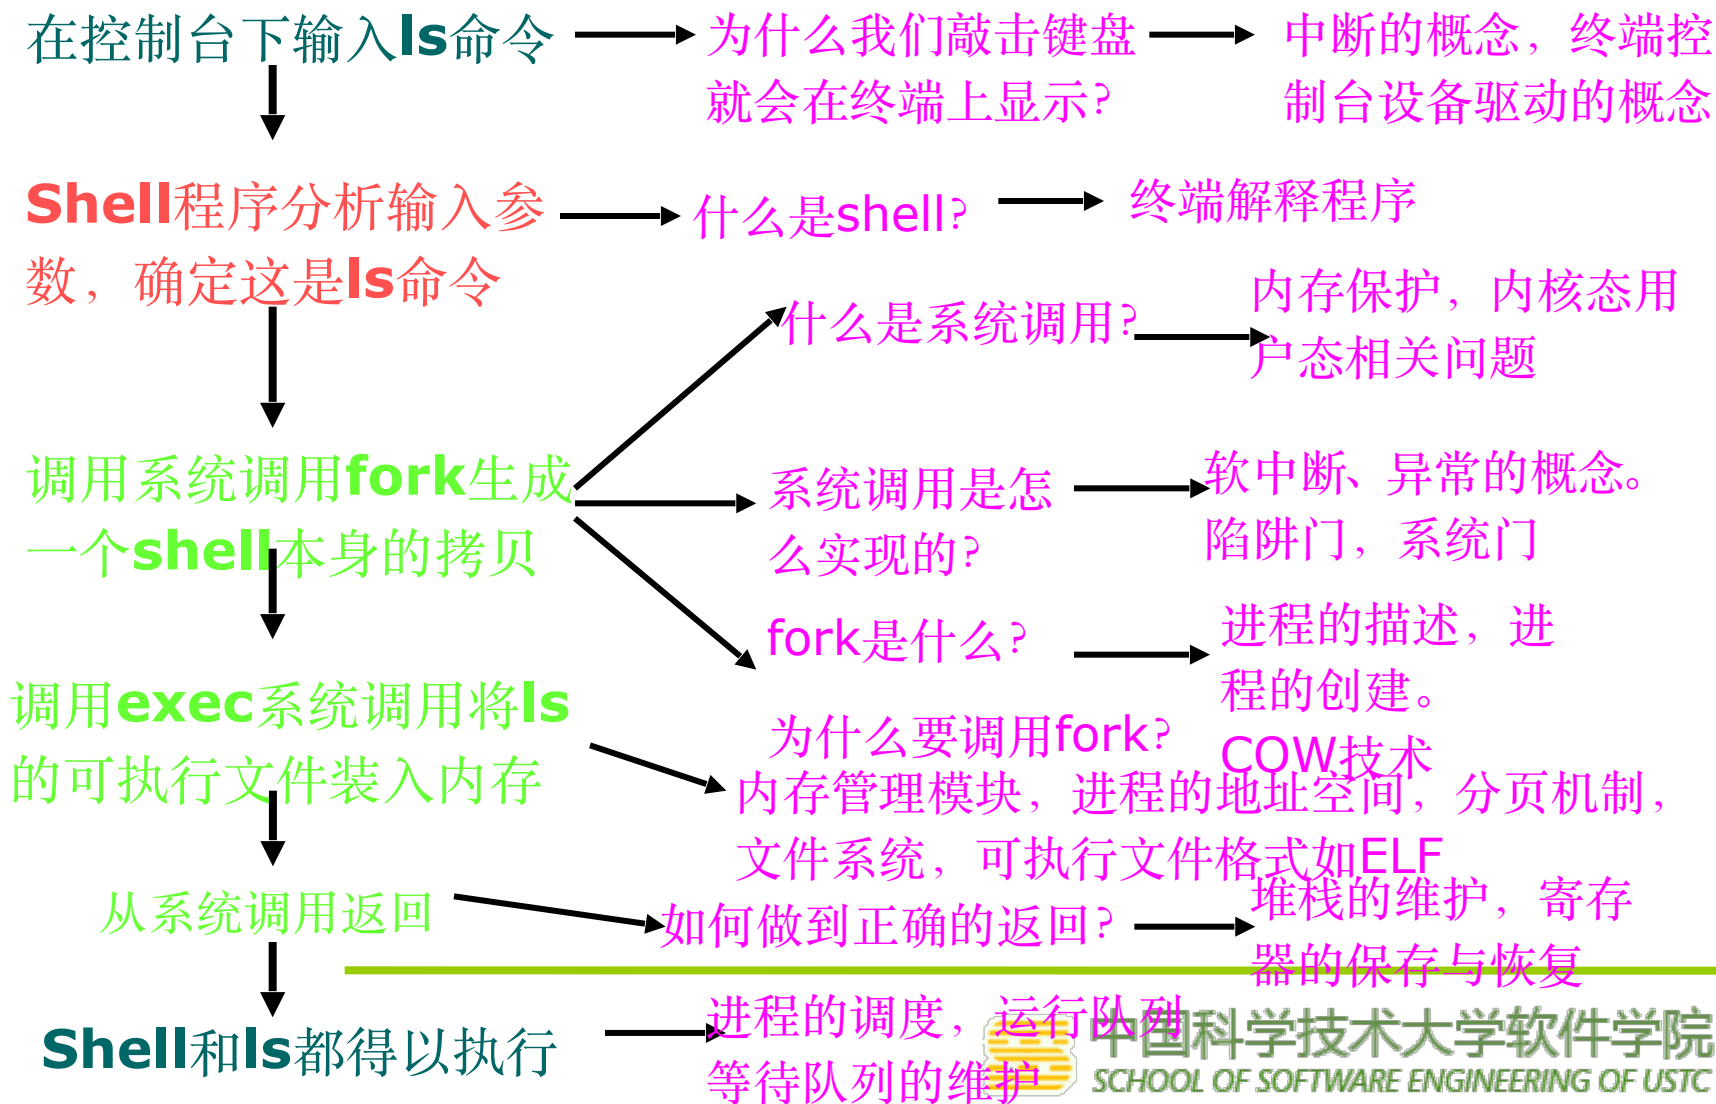 在控制台下输入ls命令
为什么我们敲击键盘
就会在终端上显示?
中断的概念，终端控
制台设备驱动的概念
Shell程序分析输入参
数，确定这是ls命令
什么是shell?
终端解释程序
什么是系统调用?
内存保护，内核态用
户态相关问题
调用系统调用fork生成
一个shell本身的拷贝
系统调用是怎
么实现的?
软中断、异常的概念。
陷阱门，系统门
fork是什么?
进程的描述，进
程的创建。
COW技术
为什么要调用fork?
调用exec系统调用将ls
的可执行文件装入内存
内存管理模块，进程的地址空间，分页机制，
文件系统，可执行文件格式如ELF
从系统调用返回
如何做到正确的返回?
堆栈的维护，寄存
器的保存与恢复
Shell和ls都得以执行
进程的调度，运行队列
等待队列的维护
中国科学技术大学软件学院
SCHOOL OF SOFTWARE ENGINEERING OF USTC